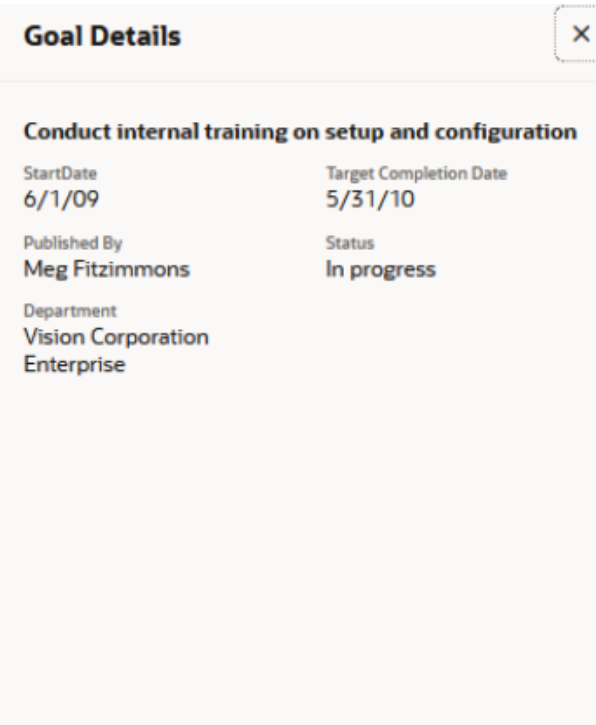 Goal Details
Conduct internal training on setup and configuration
StartDate
6/1/09
Target Completion Date
5/31/10
Published By
Meg Fitzimmons
Status
In progress
Department
Vision Corporation
Enterprise